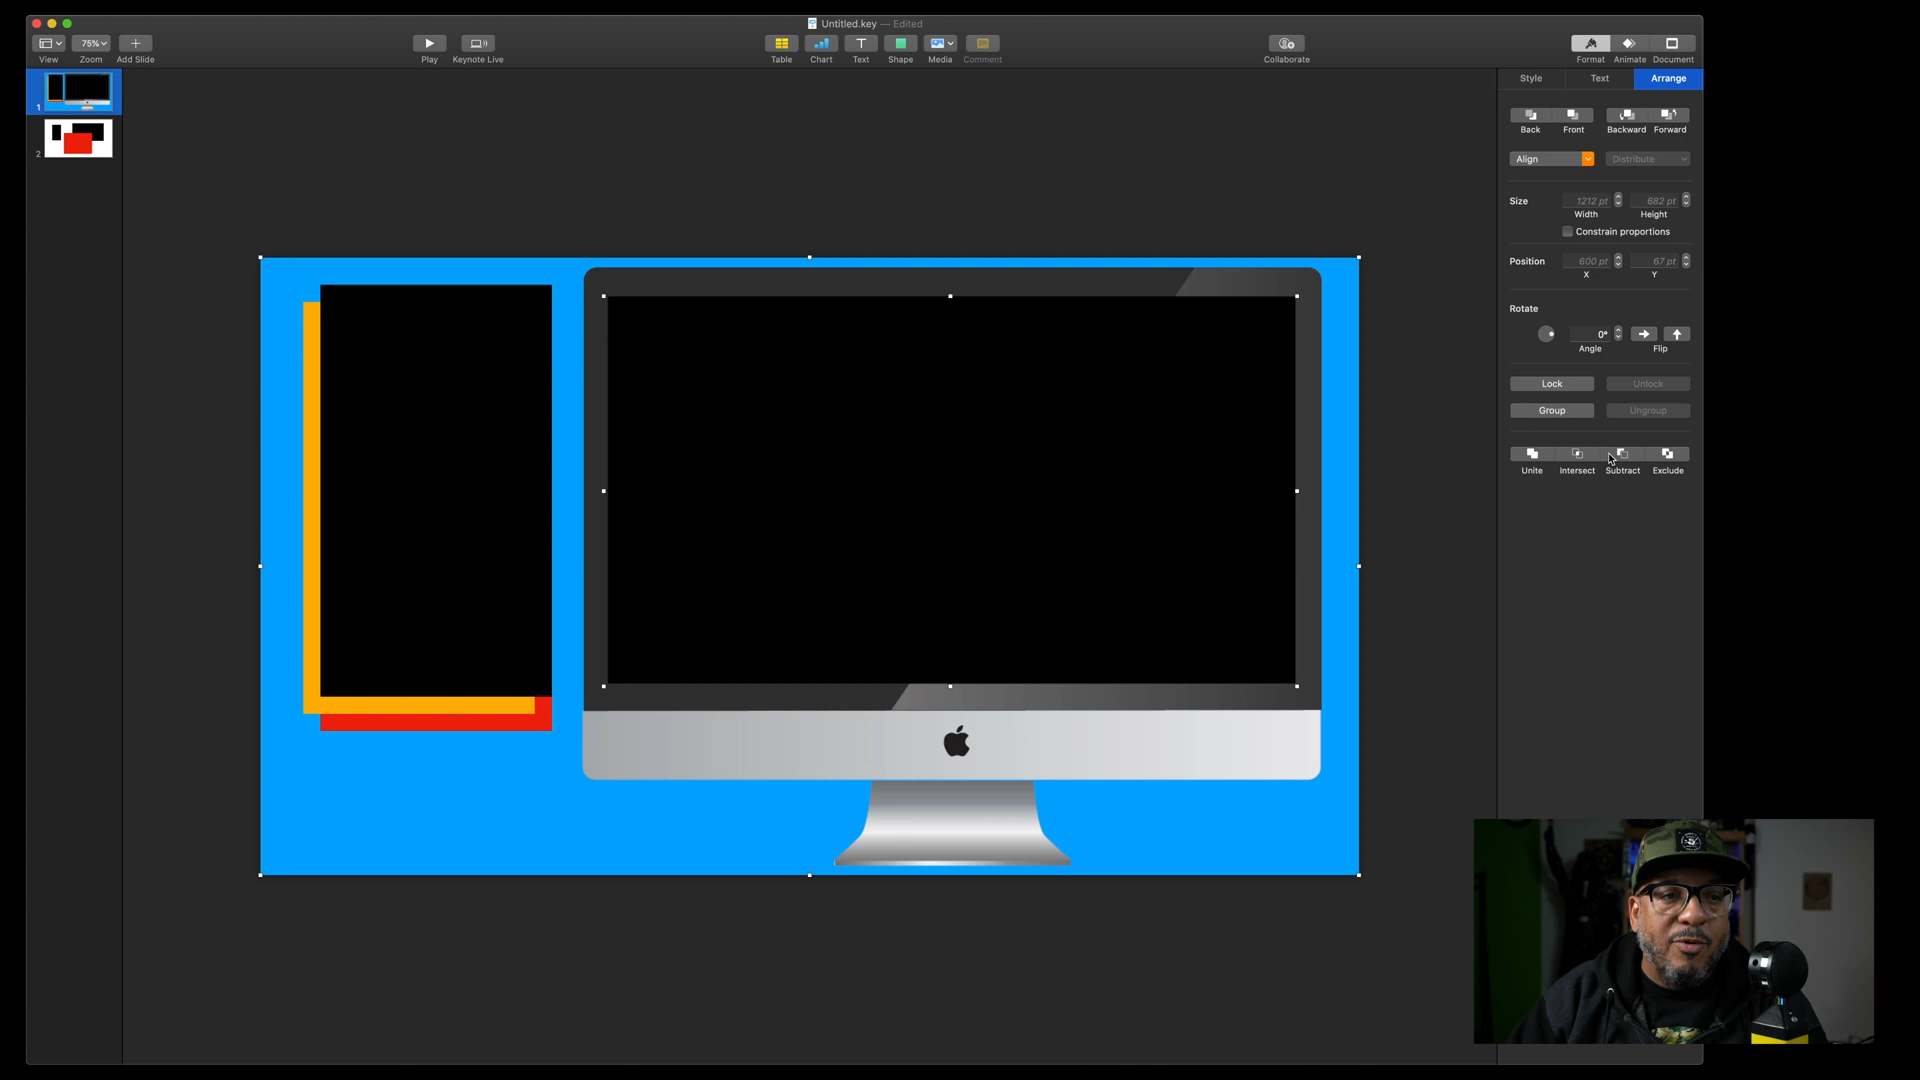 Untitled.key — Edited
75%
View
Zoom
Add Slide
Play
Keynote Live
Table
Chart
Text
Shape
Media
Comment
Collaborate
Format
Animate
Document
1
2
Style
Text
Arrange
Back
Front
Backward
Forward
Align
Distribute
Size
1212 pt
682 pt
Width
Height
Constrain proportions
Position
600 pt
67 pt
X
Y
Rotate
0°
Angle
Flip
Lock
Unlock
Group
Ungroup
Unite
Intersect
Subtract
Exclude